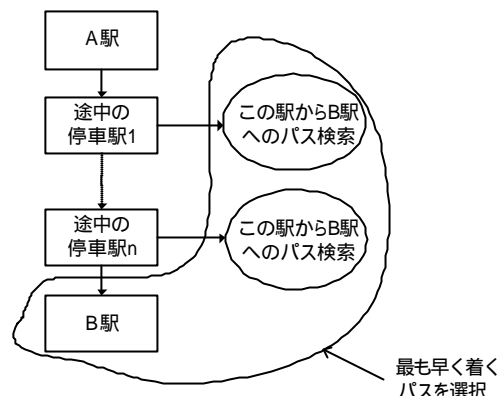 A駅
途中の
停車駅1
この駅からB駅
へのパス検索
途中の
停車駅n
この駅からB駅
へのパス検索
B駅
最も早く着く
パスを選択